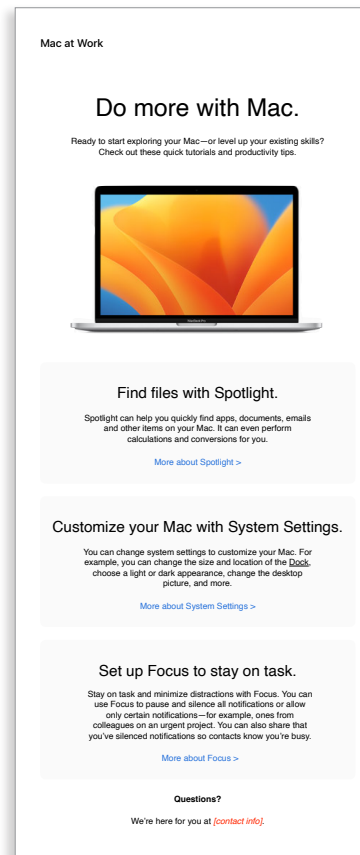 Mac at Work
Do more with Mac.
Ready to start exploring your Mac—or level up your existing skills?
Check out these quick tutorials and productivity tips.
MacBook Pro
Find files with Spotlight.
Spotlight can help you quickly find apps, documents, emails
and other items on your Mac. It can even perform
calculations and conversions for you.
More about Spotlight >
Customize your Mac with System Settings.
You can change system settings to customize your Mac. For
example, you can change the size and location of the Dock,
choose a light or dark appearance, change the desktop
picture, and more.
More about System Settings >
Set up Focus to stay on task.
Stay on task and minimize distractions with Focus. You can
use Focus to pause and silence all notifications or allow
only certain notifications—for example, ones from
colleagues on an urgent project. You can also share that
you’ve silenced notifications so contacts know you’re busy.
More about Focus >
Questions?
We’re here for you at [contact info].